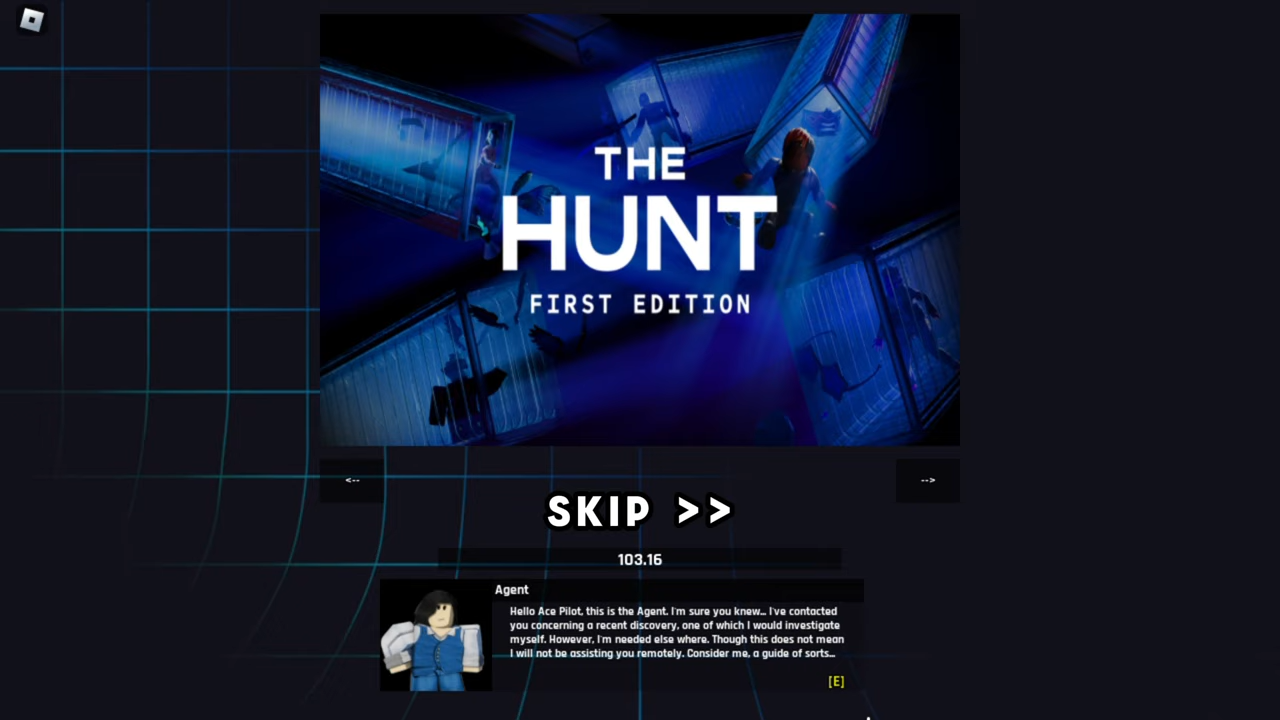 THE
HUNT
FIRST EDITION
<-- -->
SKIP >>
103.16
Agent
Hello Ace Pilot, this is the Agent. I'm sure you knew... I've contacted
you concerning a recent discovery, one of which I would investigate
myself. However, I'm needed else where. Though this does not mean
I will not be assisting you remotely. Consider me, a guide of sorts...
[E]